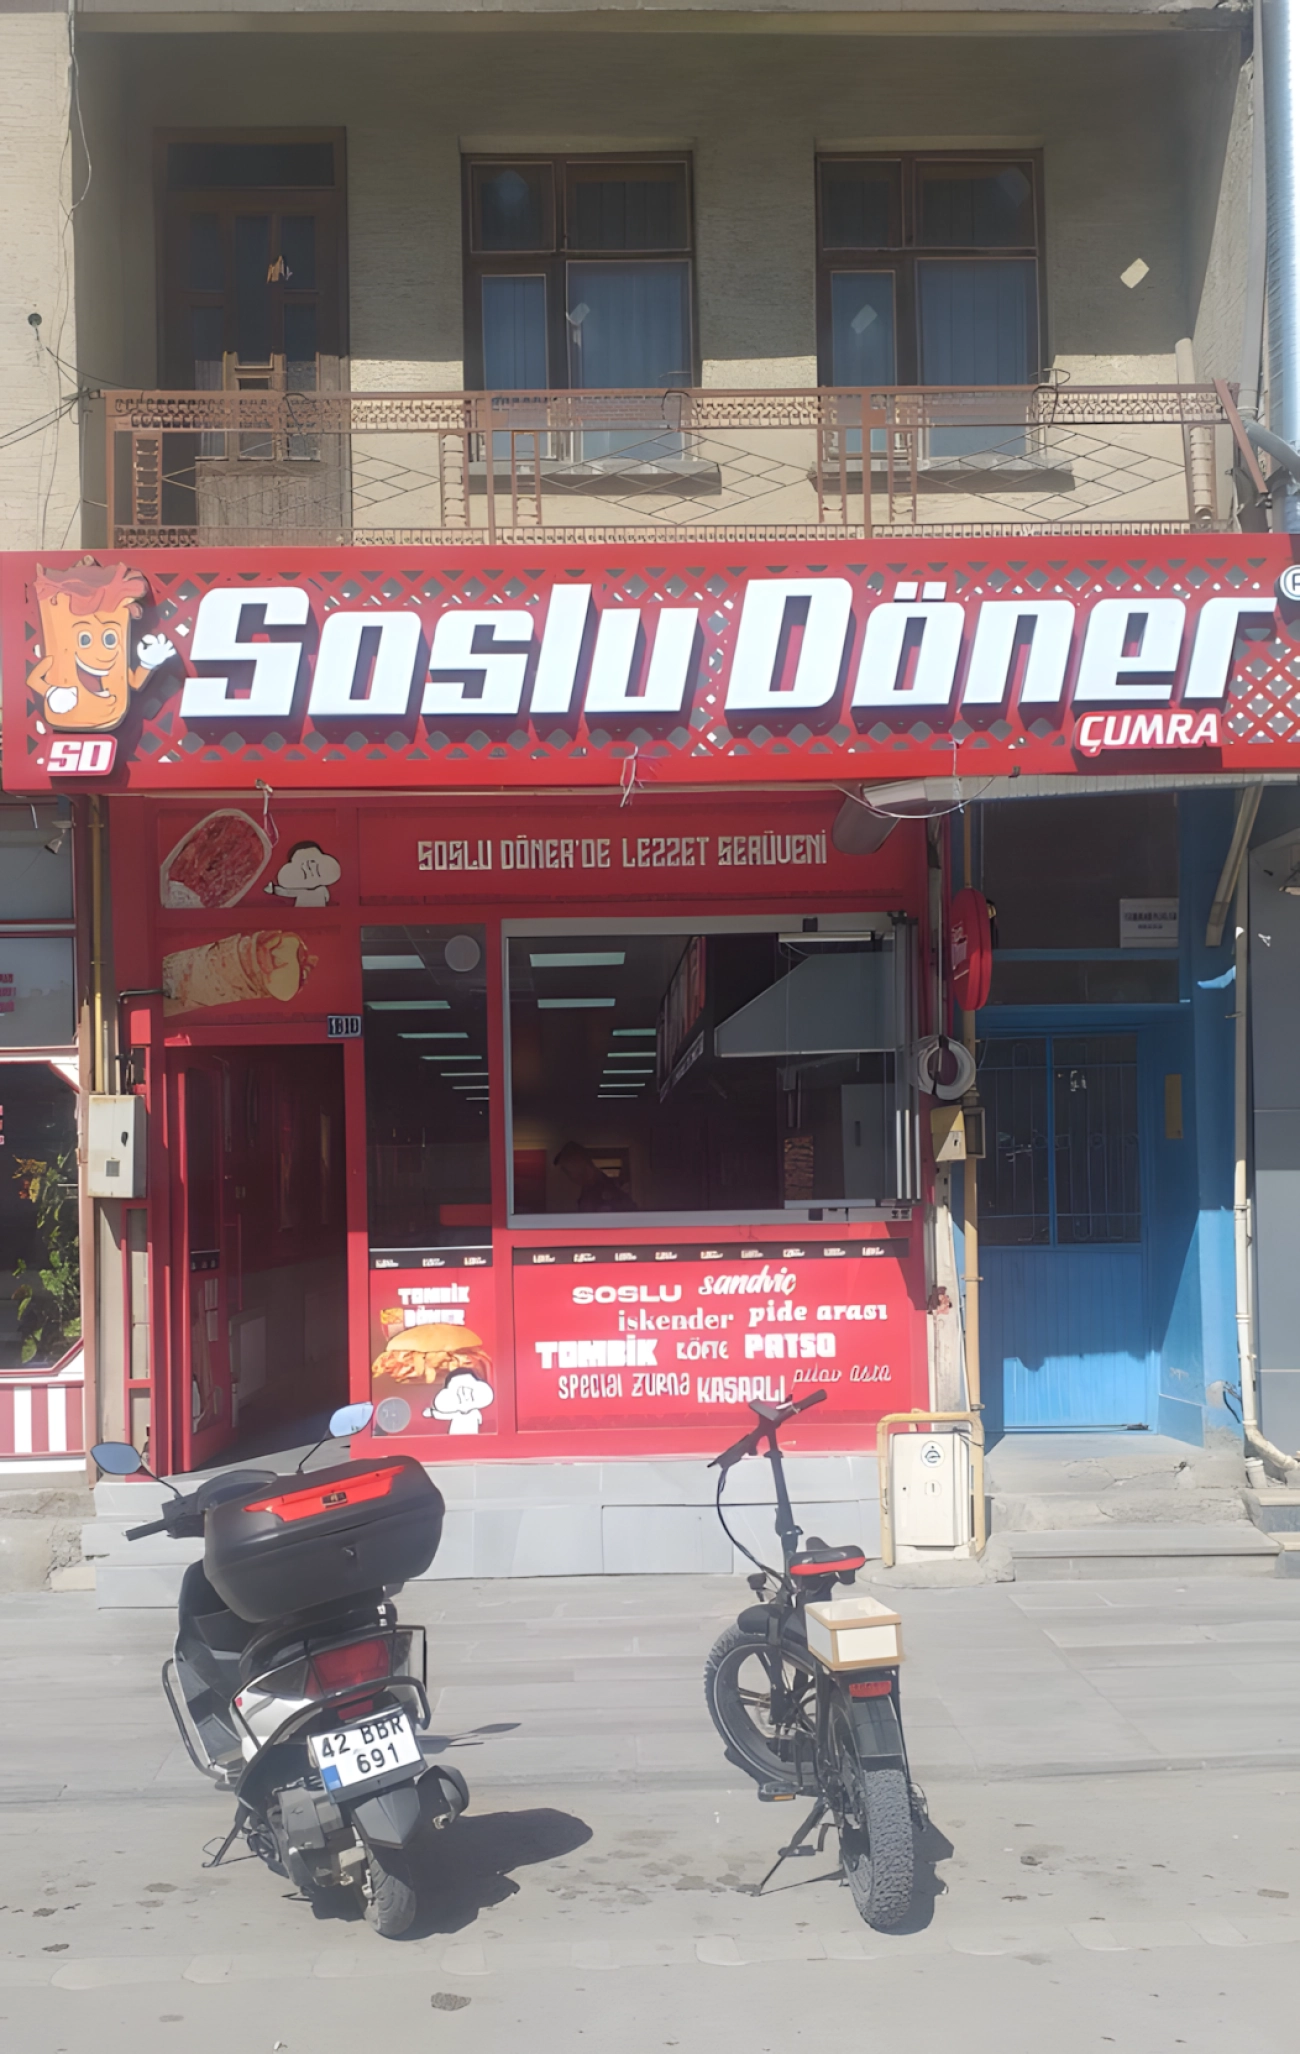 Soslu Döner
®
SD
ÇUMRA
SOSLU DÖNER'DE LEZZET SERÜVENİ
TOMBİK
DÖNER
SOSLU sandviç
iskender pide arası
TOMBİK KÖFTE PATSO
SPECIAL ZURNA KAŞARLI pilav üstü
42 BBR
691